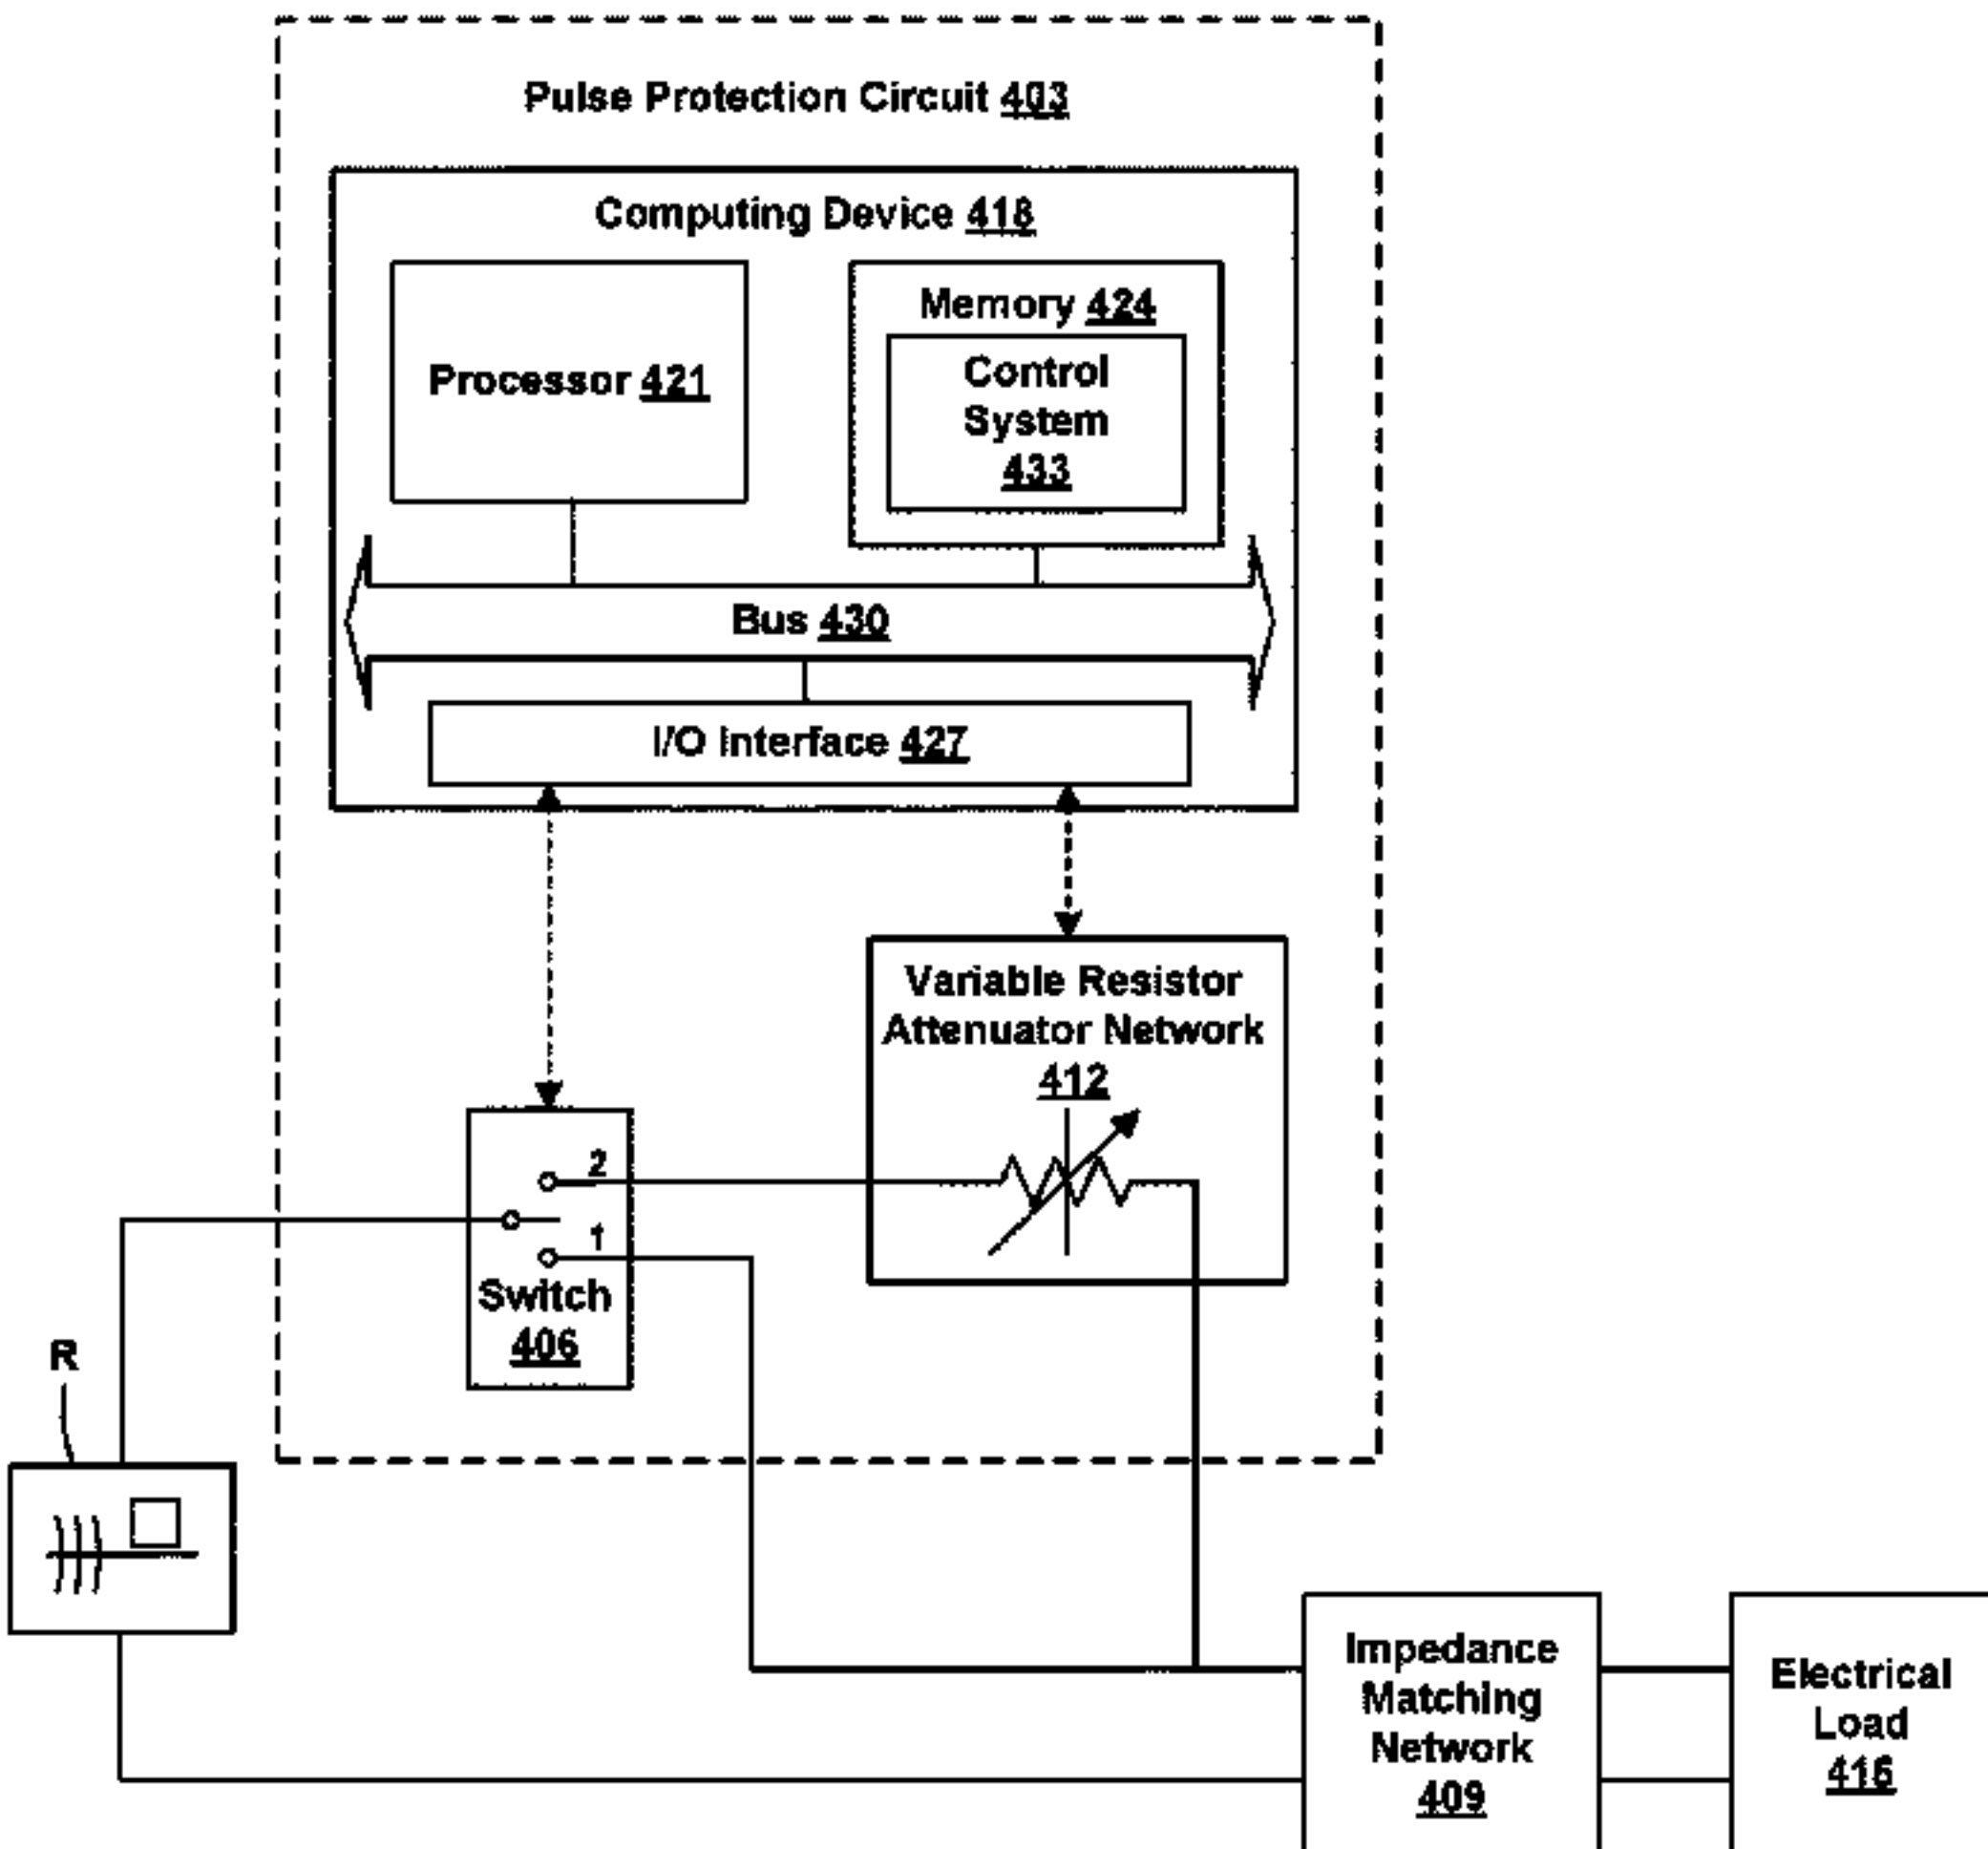 Pulse Protection Circuit 403
Computing Device 418
Processor 421
Memory 424
Control
System
433
Bus 430
I/O Interface 427
Variable Resistor
Attenuator Network
412
2
1
Switch
406
R
Impedance
Matching
Network
409
Electrical
Load
415